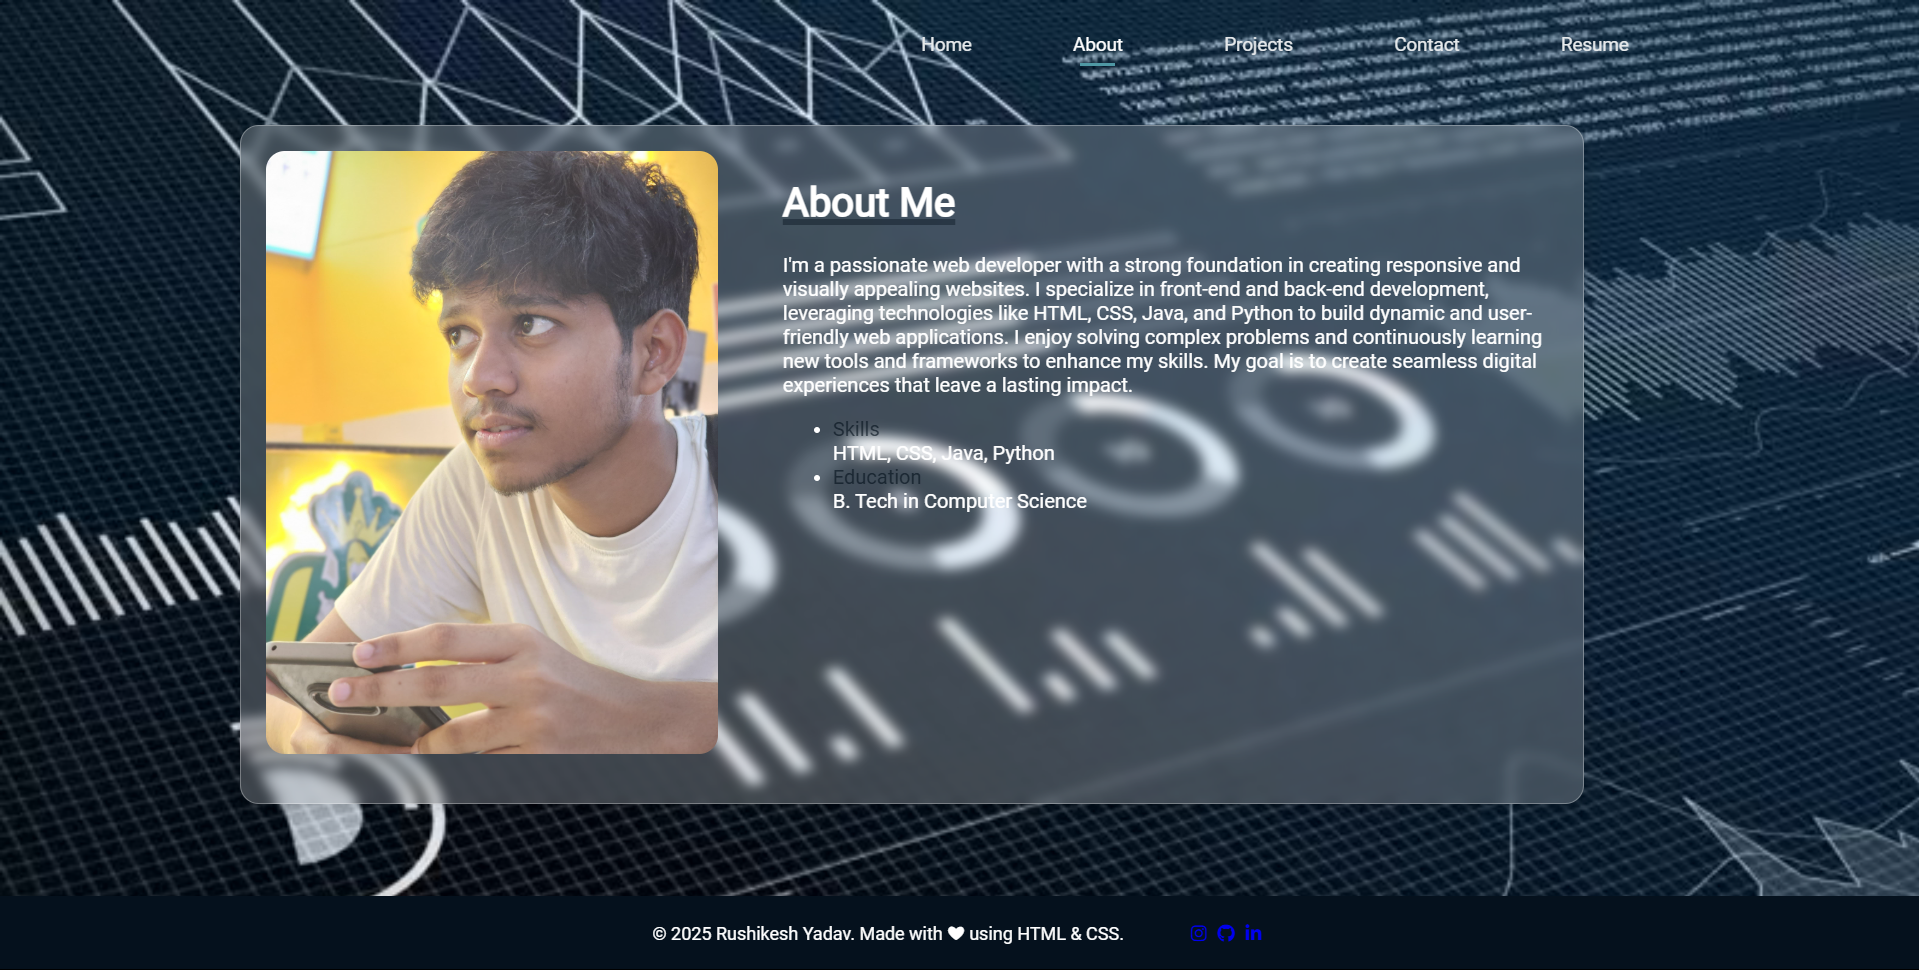 Home About Projects Contact Resume
About Me
I'm a passionate web developer with a strong foundation in creating responsive and
visually appealing websites. I specialize in front-end and back-end development,
leveraging technologies like HTML, CSS, Java, and Python to build dynamic and user-
friendly web applications. I enjoy solving complex problems and continuously learning
new tools and frameworks to enhance my skills. My goal is to create seamless digital
experiences that leave a lasting impact.
• Skills
HTML, CSS, Java, Python
• Education
B. Tech in Computer Science
© 2025 Rushikesh Yadav. Made with ♥ using HTML & CSS.